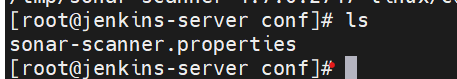 [root@jenkins-server conf]# ls
sonar-scanner.properties
[root@jenkins-server conf]#